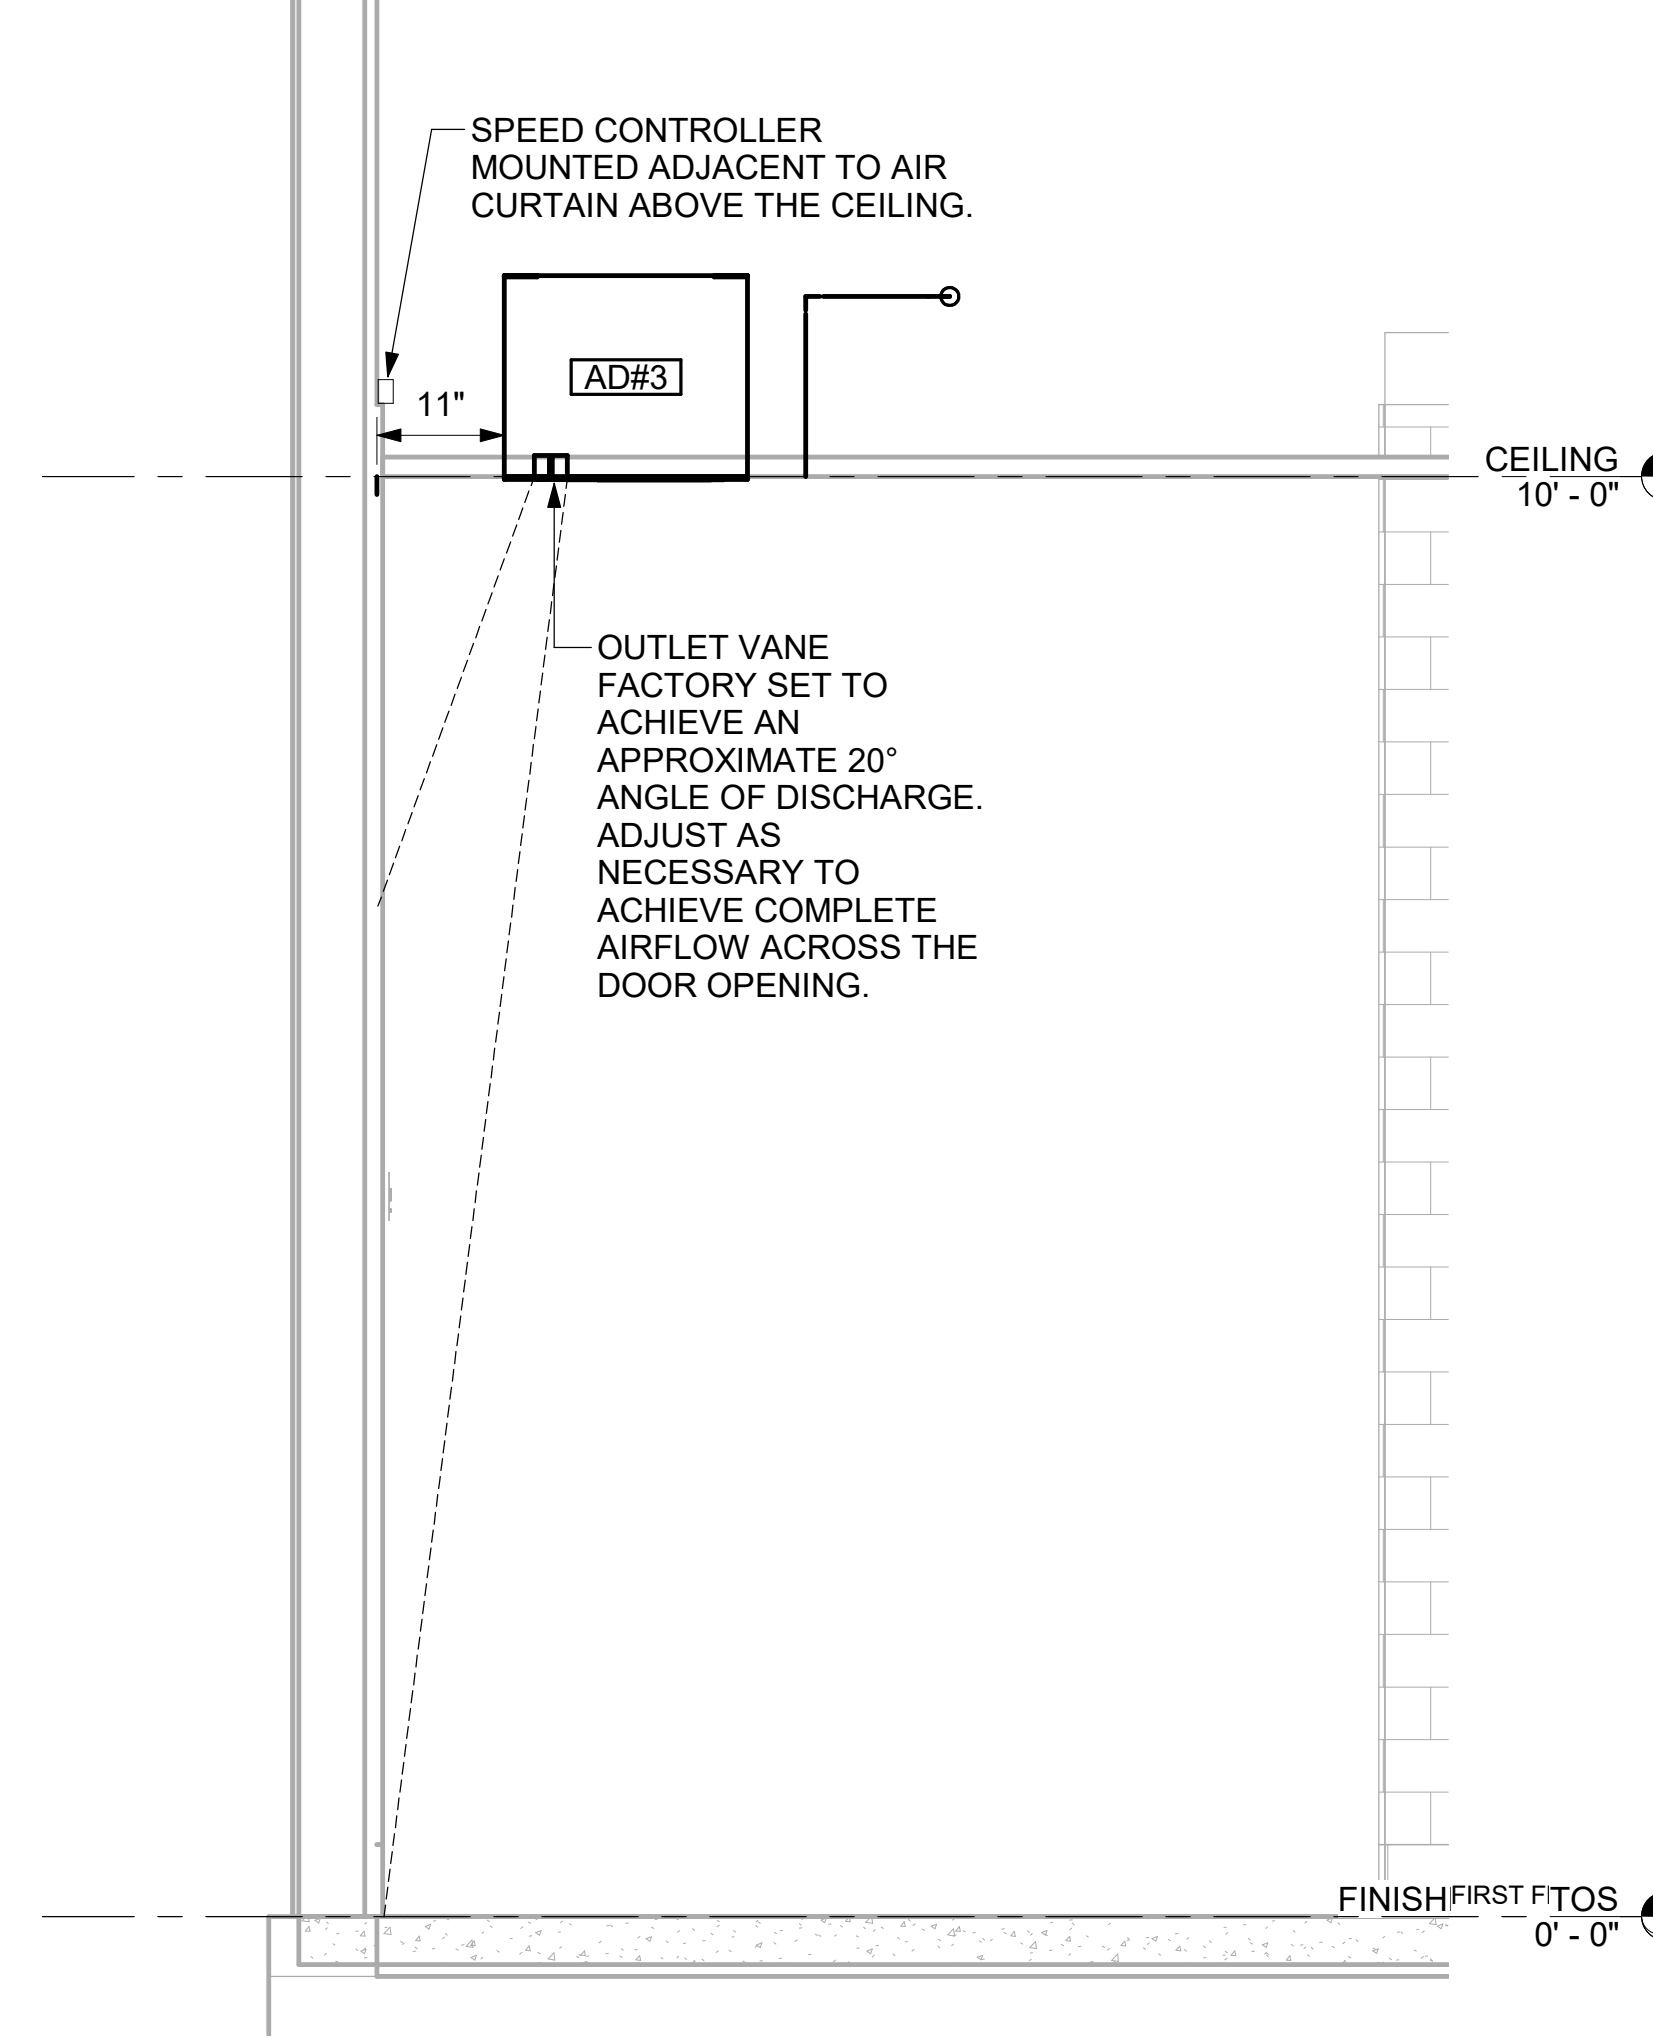 SPEED CONTROLLER
MOUNTED ADJACENT TO AIR
CURTAIN ABOVE THE CEILING.
AD#3
11"
CEILING
10' - 0"
OUTLET VANE
FACTORY SET TO
ACHIEVE AN
APPROXIMATE 20°
ANGLE OF DISCHARGE.
ADJUST AS
NECESSARY TO
ACHIEVE COMPLETE
AIRFLOW ACROSS THE
DOOR OPENING.
FINISH FIRST F TOS
0' - 0"